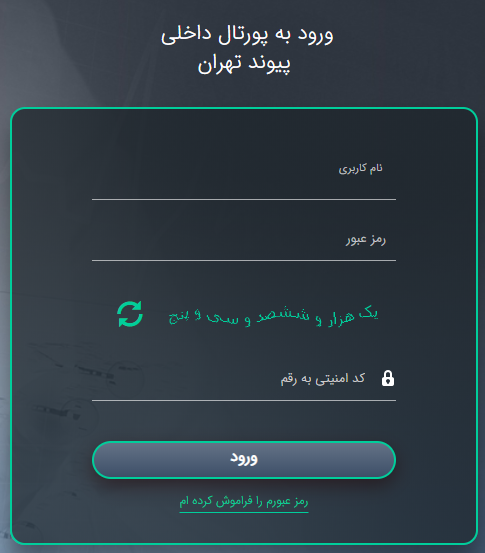 ورود به پورتال داخلی
پیوند تهران
نام کاربری
رمز عبور
یک هزار و ششصد و سی و پنج
کد امنیتی به رقم
ورود
رمز عبورم را فراموش کرده ام